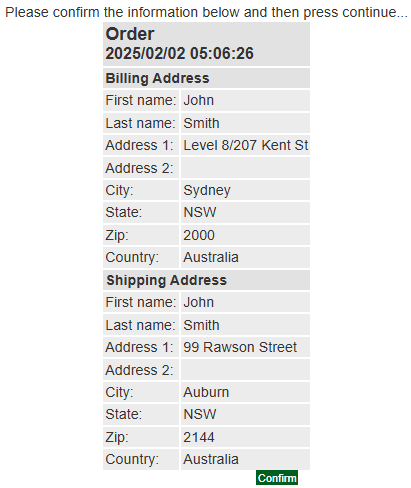 Please confirm the information below and then press continue...
Order
2025/02/02 05:06:26
Billing Address
First name: John
Last name: Smith
Address 1: Level 8/207 Kent St
Address 2:
City: Sydney
State: NSW
Zip: 2000
Country: Australia
Shipping Address
First name: John
Last name: Smith
Address 1: 99 Rawson Street
Address 2:
City: Auburn
State: NSW
Zip: 2144
Country: Australia
Confirm